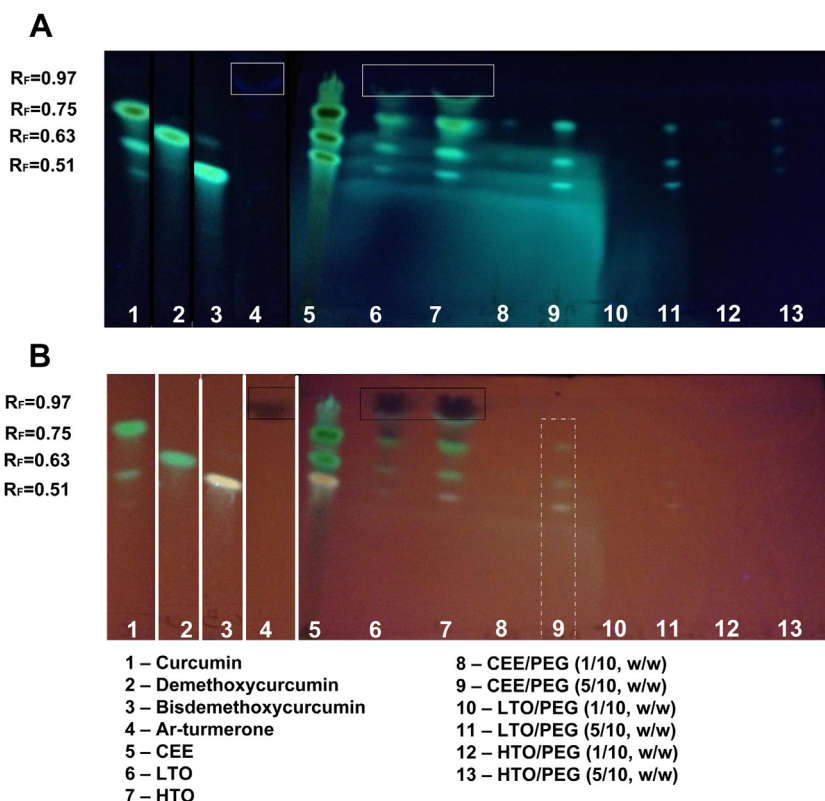 A
RF=0.97
RF=0.75
RF=0.63
RF=0.51
1 2 3 4 5 6 7 8 9 10 11 12 13
B
RF=0.97
RF=0.75
RF=0.63
RF=0.51
1 2 3 4 5 6 7 8 9 10 11 12 13
1 – Curcumin
2 – Demethoxycurcumin
3 – Bisdemethoxycurcumin
4 – Ar-turmerone
5 – CEE
6 – LTO
7 – HTO
8 – CEE/PEG (1/10, w/w)
9 – CEE/PEG (5/10, w/w)
10 – LTO/PEG (1/10, w/w)
11 – LTO/PEG (5/10, w/w)
12 – HTO/PEG (1/10, w/w)
13 – HTO/PEG (5/10, w/w)